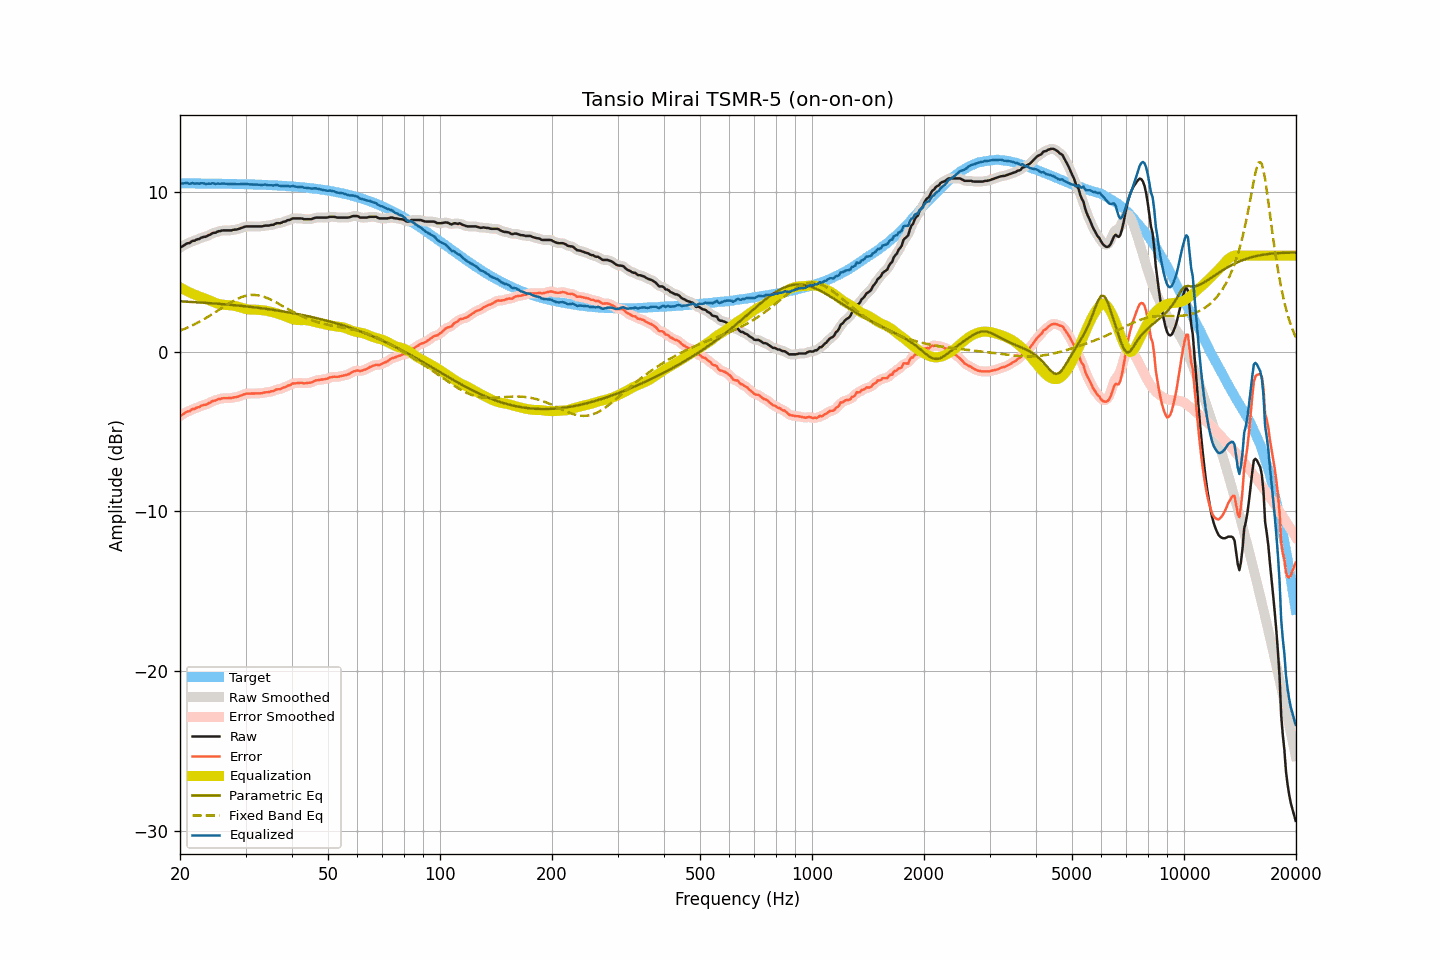 Tansio Mirai TSMR-5 (on-on-on)
Amplitude (dBr)
10
0
−10
−20
−30
Target
Raw Smoothed
Error Smoothed
Raw
Error
Equalization
Parametric Eq
Fixed Band Eq
Equalized
20 50 100 200 500 1000 2000 5000 10000 20000
Frequency (Hz)